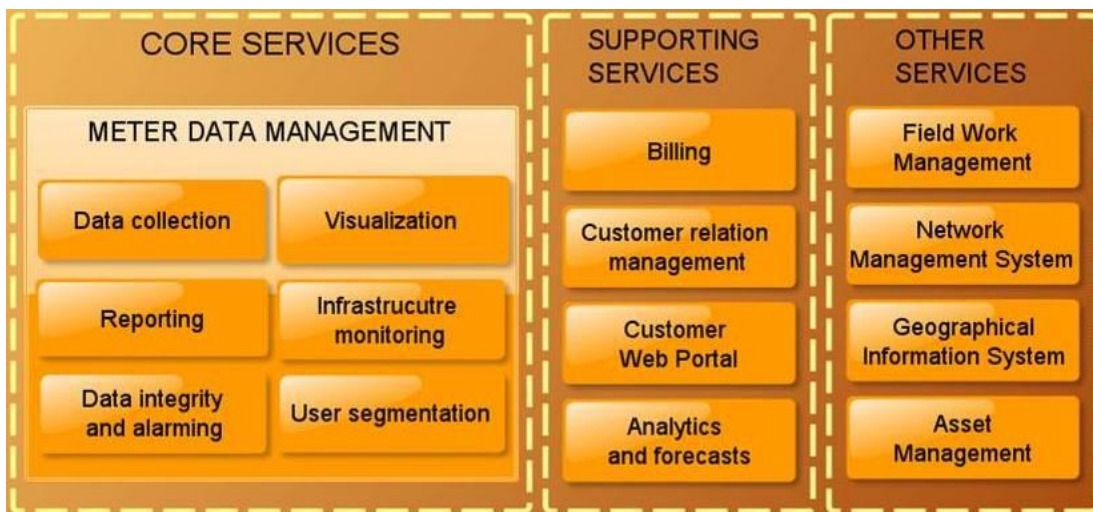 CORE SERVICES
METER DATA MANAGEMENT
Data collection
Visualization
Reporting
Infrastrucutre
monitoring
Data integrity
and alarming
User segmentation
SUPPORTING
SERVICES
Billing
Customer relation
management
Customer
Web Portal
Analytics
and forecasts
OTHER
SERVICES
Field Work
Management
Network
Management System
Geographical
Information System
Asset
Management